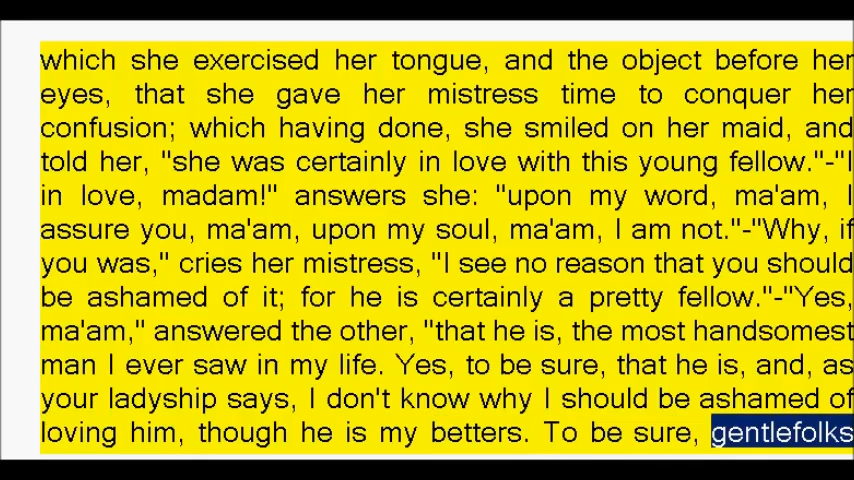 which she exercised her tongue, and the object before her
eyes, that she gave her mistress time to conquer her
confusion; which having done, she smiled on her maid, and
told her, "she was certainly in love with this young fellow."-"I
in love, madam!" answers she: "upon my word, ma'am, I
assure you, ma'am, upon my soul, ma'am, I am not."-"Why, if
you was," cries her mistress, "I see no reason that you should
be ashamed of it; for he is certainly a pretty fellow."-"Yes,
ma'am," answered the other, "that he is, the most handsomest
man I ever saw in my life. Yes, to be sure, that he is, and, as
your ladyship says, I don't know why I should be ashamed of
loving him, though he is my betters. To be sure, gentlefolks